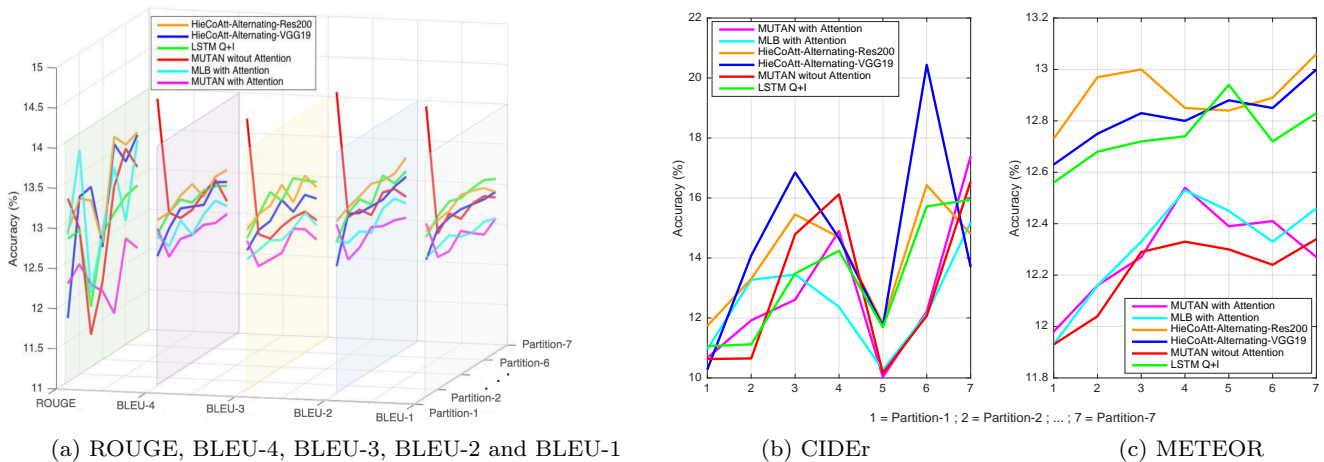 HieCoAtt-Alternating-Res200
HieCoAtt-Alternating-VGG19
LSTM Q+I
MUTAN witout Attention
MLB with Attention
MUTAN with Attention
Accuracy (%)
15
14.5
14
13.5
13
12.5
12
11.5
11
ROUGE
BLEU-4
BLEU-3
BLEU-2
BLEU-1
Partition-1
Partition-2
. . .
Partition-6
Partition-7
(a) ROUGE, BLEU-4, BLEU-3, BLEU-2 and BLEU-1
MUTAN with Attention
MLB with Attention
HieCoAtt-Alternating-Res200
HieCoAtt-Alternating-VGG19
MUTAN witout Attention
LSTM Q+I
Accuracy (%)
22
20
18
16
14
12
10
1 2 3 4 5 6 7
(b) CIDEr
Accuracy (%)
13.2
13
12.8
12.6
12.4
12.2
12
11.8
MUTAN with Attention
MLB with Attention
HieCoAtt-Alternating-Res200
HieCoAtt-Alternating-VGG19
MUTAN witout Attention
LSTM Q+I
1 2 3 4 5 6 7
1 = Partition-1 ; 2 = Partition-2 ; ... ; 7 = Partition-7
(c) METEOR